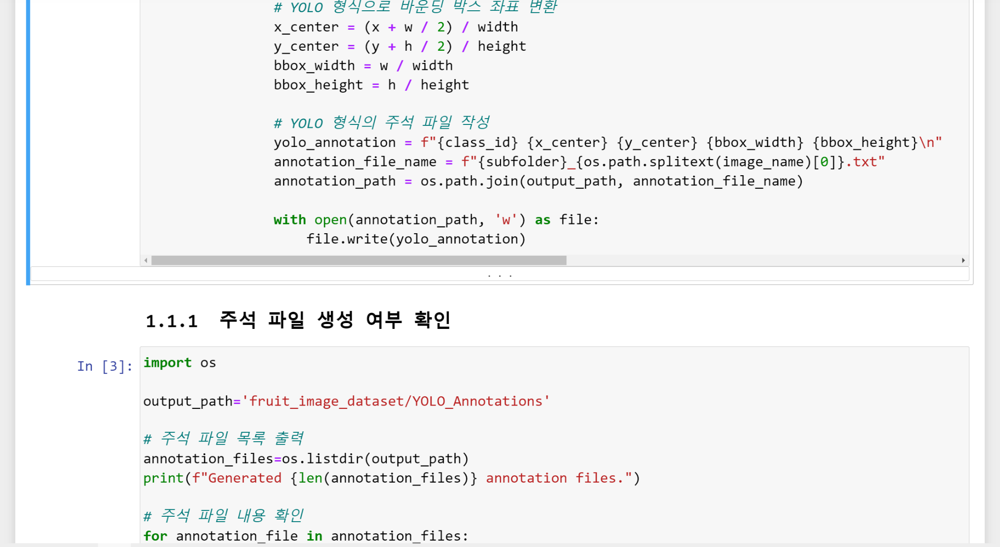 # YOLO 형식으로 바운딩 박스 좌표 변환
x_center = (x + w / 2) / width
y_center = (y + h / 2) / height
bbox_width = w / width
bbox_height = h / height
# YOLO 형식의 주석 파일 작성
yolo_annotation = f"{class_id} {x_center} {y_center} {bbox_width} {bbox_height}\n"
annotation_file_name = f"{subfolder}_{os.path.splitext(image_name)[0]}.txt"
annotation_path = os.path.join(output_path, annotation_file_name)
with open(annotation_path, 'w') as file:
    file.write(yolo_annotation)
. . .
1.1.1 주석 파일 생성 여부 확인
In [3]: import os
output_path='fruit_image_dataset/YOLO_Annotations'
# 주석 파일 목록 출력
annotation_files=os.listdir(output_path)
print(f"Generated {len(annotation_files)} annotation files.")
# 주석 파일 내용 확인
for annotation_file in annotation_files: